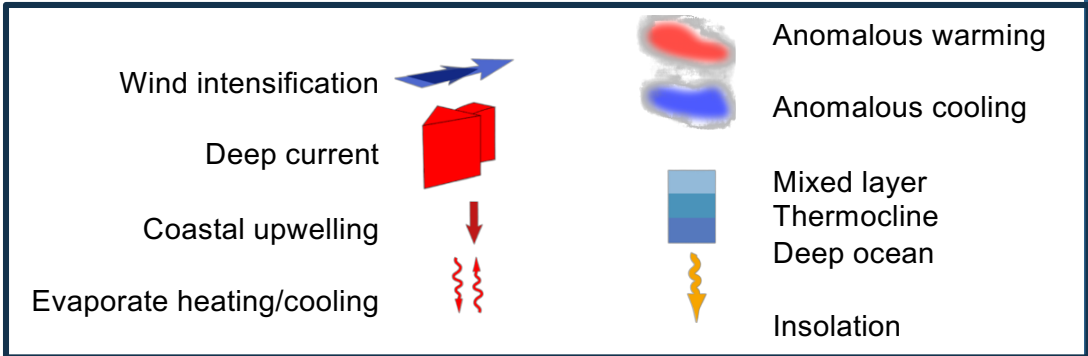 Wind intensification
Deep current
Coastal upwelling
Evaporate heating/cooling
Anomalous warming
Anomalous cooling
Mixed layer
Thermocline
Deep ocean
Insolation